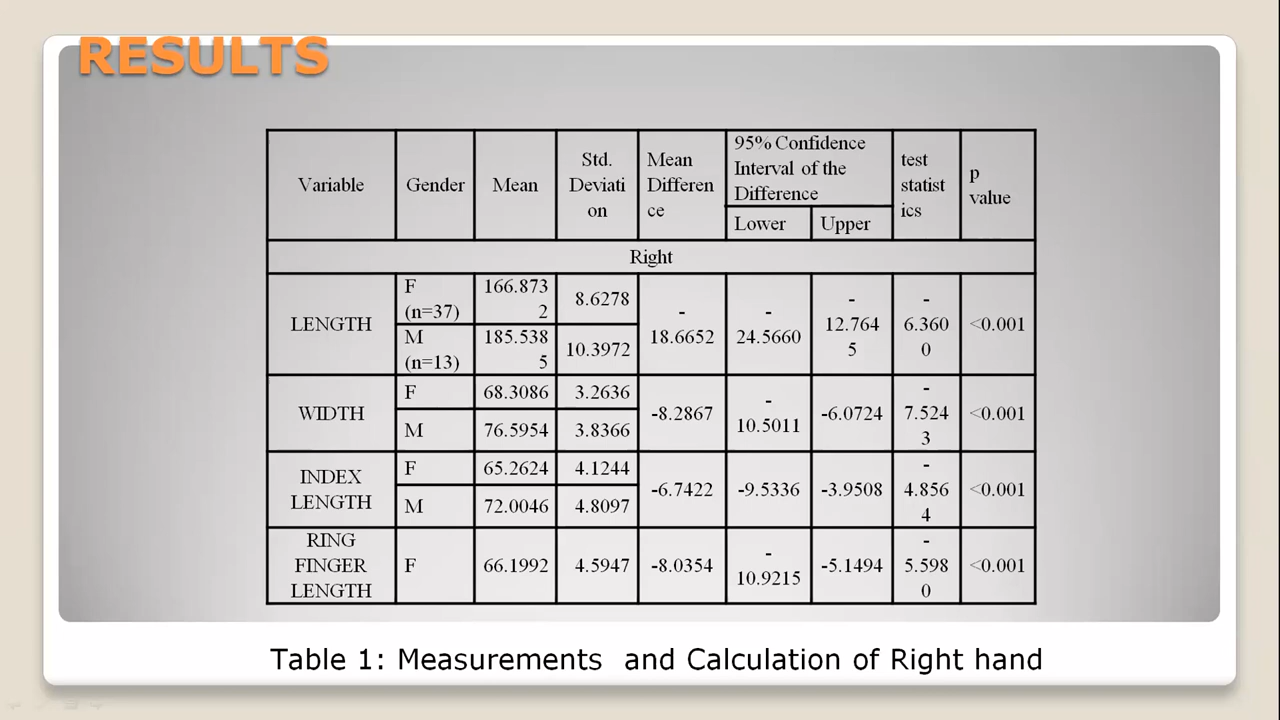 RESULTS
Variable Gender Mean Std. Deviati on Mean Differen ce 95% Confidence Interval of the Difference test statist ics p value
Lower Upper
Right
LENGTH F (n=37) 166.873 2 8.6278 - 18.6652 - 24.5660 - 12.764 5 - 6.360 0 <0.001
M (n=13) 185.538 5 10.3972
WIDTH F 68.3086 3.2636 -8.2867 - 10.5011 -6.0724 - 7.524 3 <0.001
M 76.5954 3.8366
INDEX LENGTH F 65.2624 4.1244 -6.7422 -9.5336 -3.9508 - 4.856 4 <0.001
M 72.0046 4.8097
RING FINGER LENGTH F 66.1992 4.5947 -8.0354 - 10.9215 -5.1494 - 5.598 0 <0.001
Table 1: Measurements and Calculation of Right hand